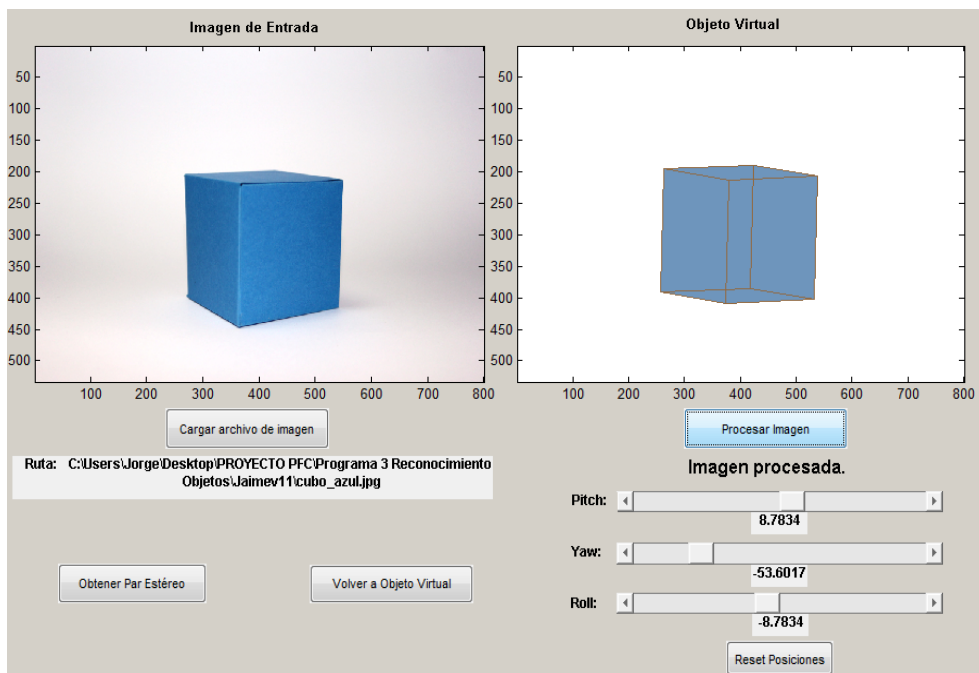 Imagen de Entrada
50
100
150
200
250
300
350
400
450
500
100 200 300 400 500 600 700 800
Objeto Virtual
50
100
150
200
250
300
350
400
450
500
100 200 300 400 500 600 700 800
Cargar archivo de imagen
Ruta: C:\Users\Jorge\Desktop\PROYECTO PFC\Programa 3 Reconocimiento
Objetos\Jaimev11\cubo_azul.jpg
Obtener Par Estéreo
Volver a Objeto Virtual
Procesar Imagen
Imagen procesada.
Pitch:
8.7834
Yaw:
-53.6017
Roll:
-8.7834
Reset Posiciones